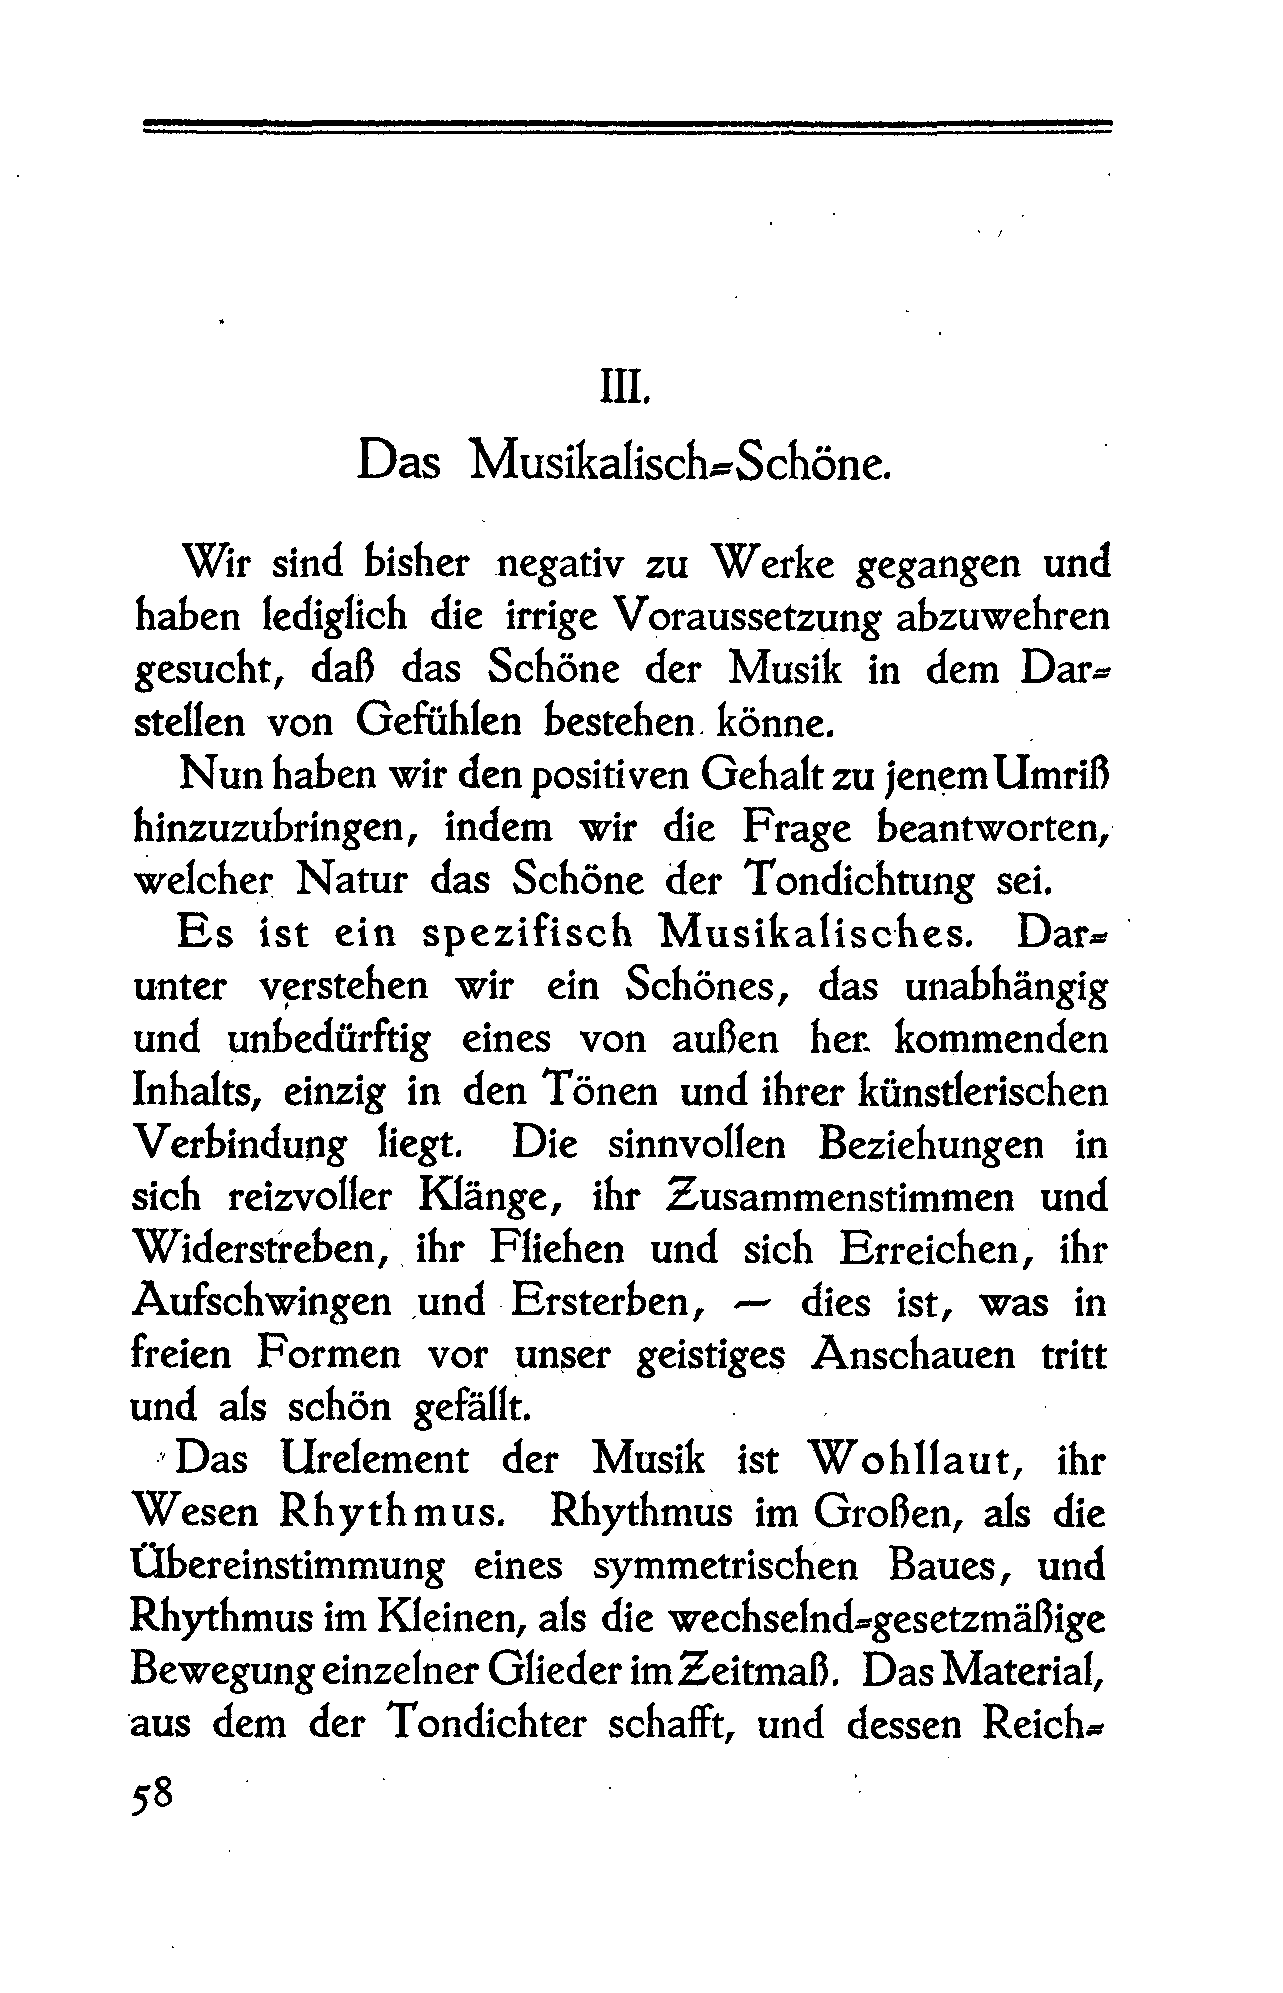 III.
Das Musikalisch-Schöne.
Wir sind bisher negativ zu Werke gegangen und
haben lediglich die irrige Voraussetzung abzuwehren
gesucht, daß das Schöne der Musik in dem Dar-
stellen von Gefühlen bestehen könne.
Nun haben wir den positiven Gehalt zu jenem Umriß
hinzuzubringen, indem wir die Frage beantworten,
welcher Natur das Schöne der Tondichtung sei.
Es ist ein spezifisch Musikalisches. Dar-
unter verstehen wir ein Schönes, das unabhängig
und unbedürftig eines von außen her kommenden
Inhalts, einzig in den Tönen und ihrer künstlerischen
Verbindung liegt. Die sinnvollen Beziehungen in
sich reizvoller Klänge, ihr Zusammenstimmen und
Widerstreben, ihr Fliehen und sich Erreichen, ihr
Aufschwingen und Ersterben, — dies ist, was in
freien Formen vor unser geistiges Anschauen tritt
und als schön gefällt.
Das Urelement der Musik ist Wohllaut, ihr
Wesen Rhythmus. Rhythmus im Großen, als die
Übereinstimmung eines symmetrischen Baues, und
Rhythmus im Kleinen, als die wechselnd-gesetzmäßige
Bewegung einzelner Glieder im Zeitmaß. Das Material,
aus dem der Tondichter schafft, und dessen Reich-
58